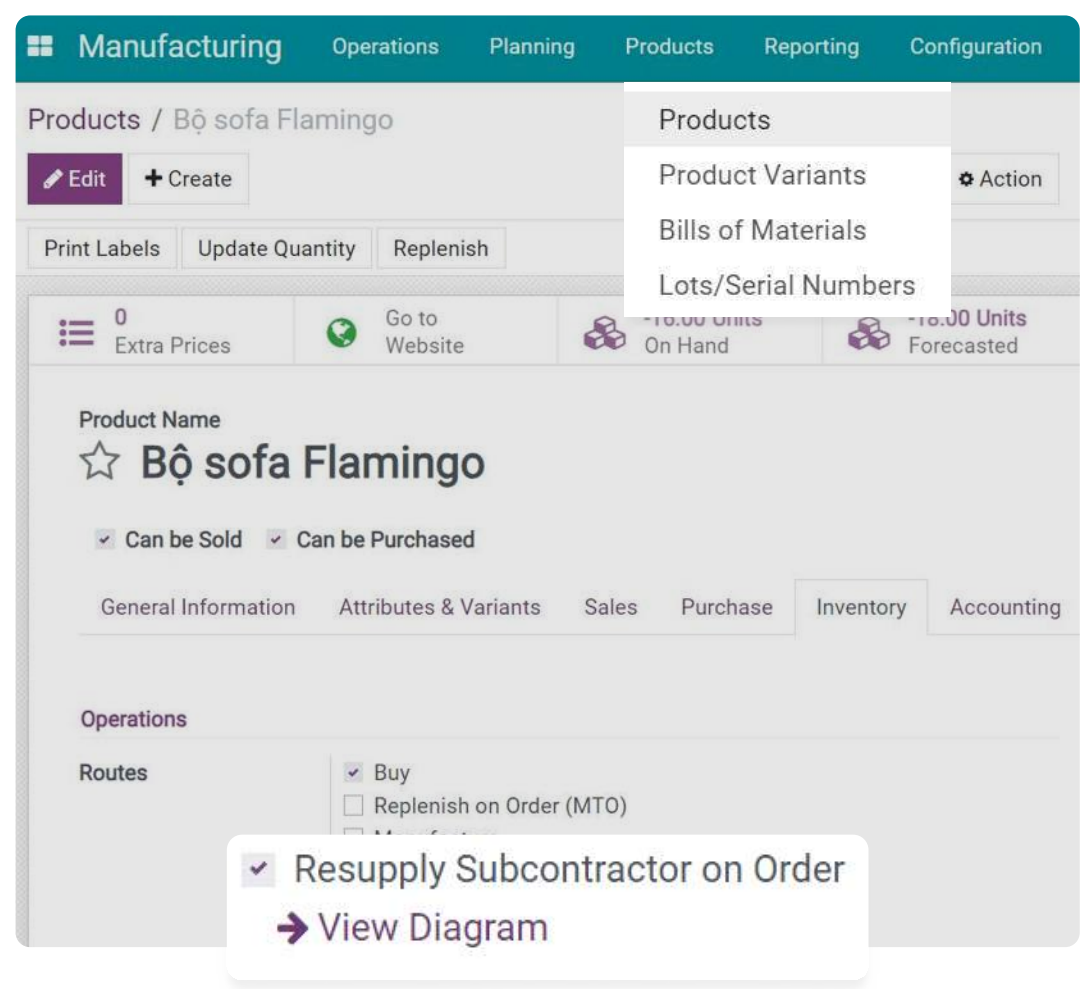 Manufacturing Operations Planning Products Reporting Configuration
Products / Bộ sofa Flamingo
Products
Edit Create
Product Variants
Action
Bills of Materials
Print Labels Update Quantity Replenish
Lots/Serial Numbers
0
Extra Prices
Go to
Website
Units
On Hand
-18.00 Units
Forecasted
Product Name
Bộ sofa Flamingo
Can be Sold Can be Purchased
General Information Attributes & Variants Sales Purchase Inventory Accounting
Operations
Routes
Buy
Replenish on Order (MTO)
Resupply Subcontractor on Order
View Diagram